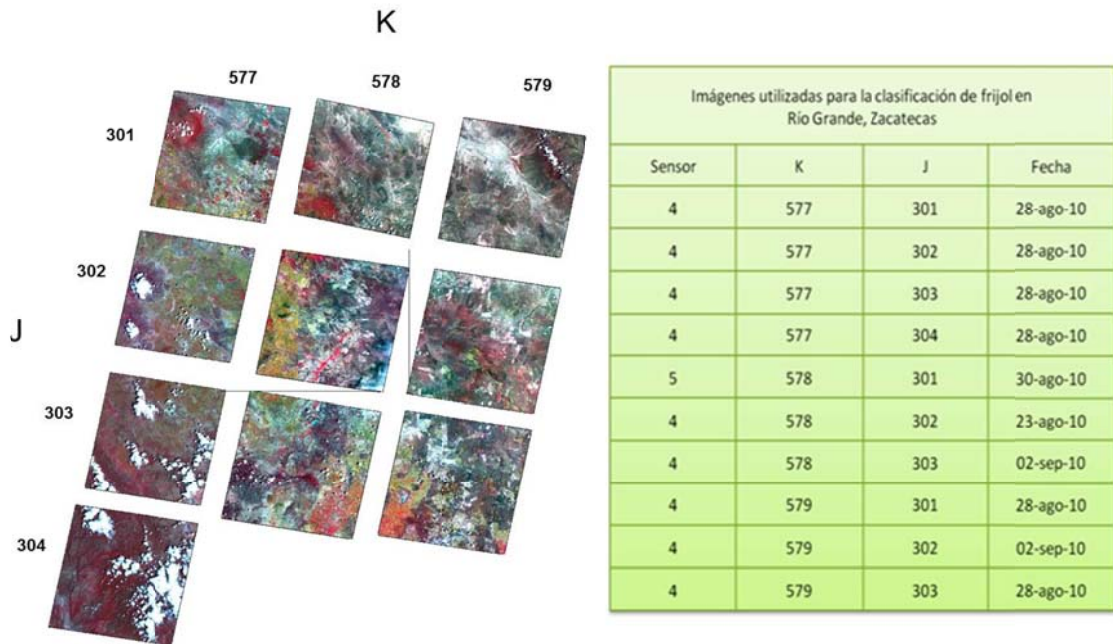 K
577 578 579
301
302
J
303
304
Imágenes utilizadas para la clasificación de frijol en
Río Grande, Zacatecas
Sensor K J Fecha
4 577 301 28-ago-10
4 577 302 28-ago-10
4 577 303 28-ago-10
4 577 304 28-ago-10
5 578 301 30-ago-10
4 578 302 23-ago-10
4 578 303 02-sep-10
4 579 301 28-ago-10
4 579 302 02-sep-10
4 579 303 28-ago-10